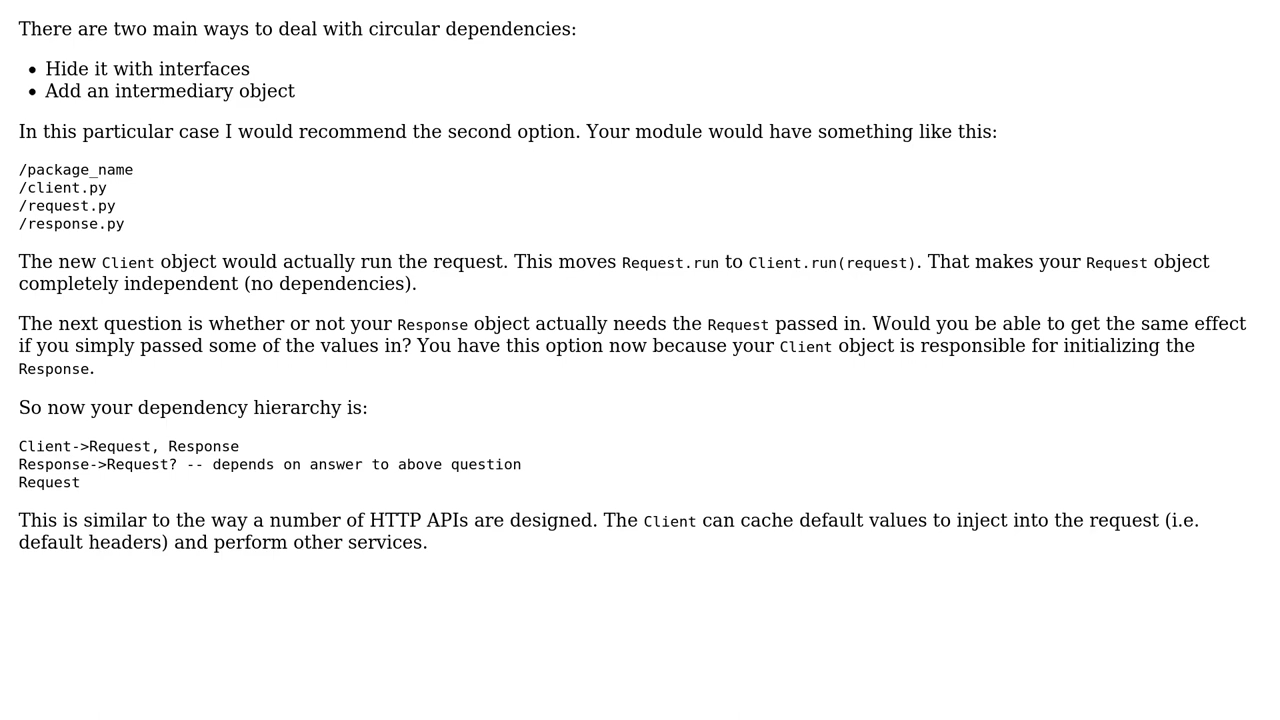 There are two main ways to deal with circular dependencies:
• Hide it with interfaces
• Add an intermediary object
In this particular case I would recommend the second option. Your module would have something like this:
/package_name
/client.py
/request.py
/response.py
The new Client object would actually run the request. This moves Request.run to Client.run(request). That makes your Request object
completely independent (no dependencies).
The next question is whether or not your Response object actually needs the Request passed in. Would you be able to get the same effect
if you simply passed some of the values in? You have this option now because your Client object is responsible for initializing the
Response.
So now your dependency hierarchy is:
Client->Request, Response
Response->Request? -- depends on answer to above question
Request
This is similar to the way a number of HTTP APIs are designed. The Client can cache default values to inject into the request (i.e.
default headers) and perform other services.